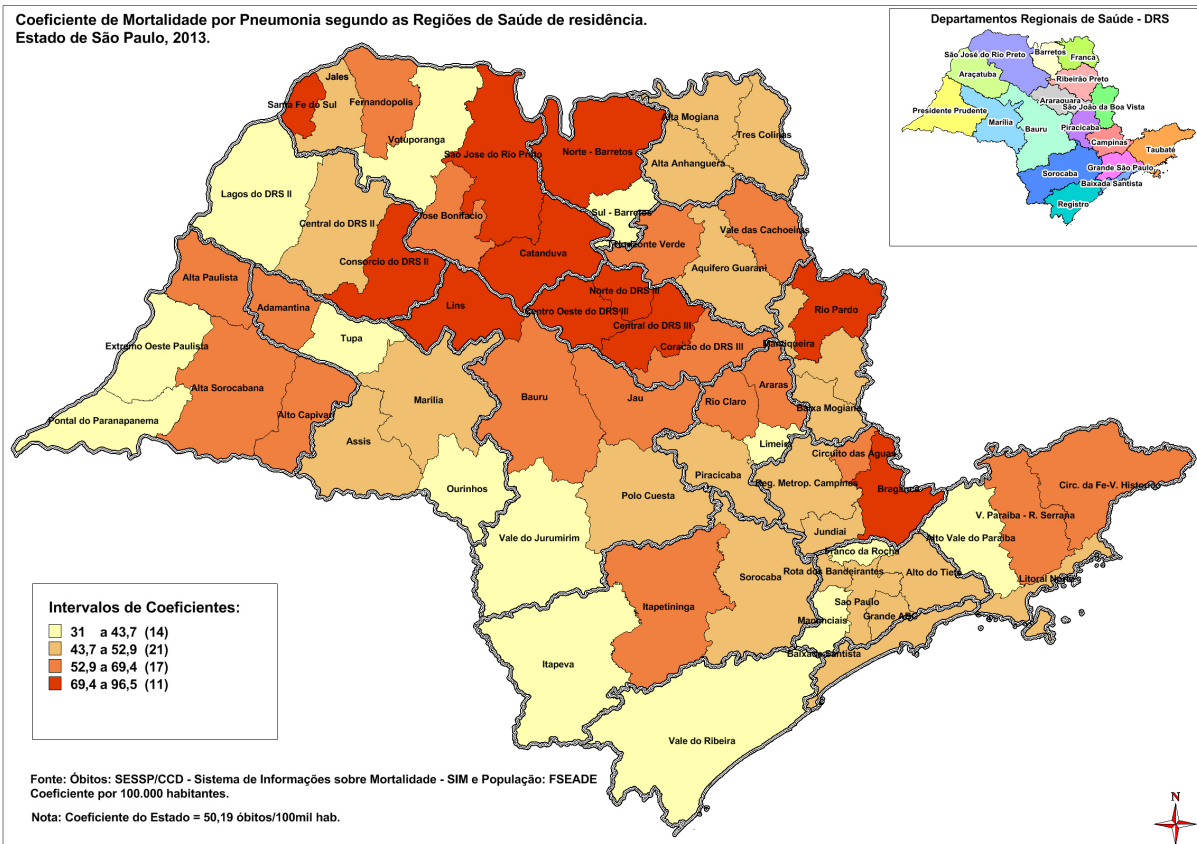 Coeficiente de Mortalidade por Pneumonia segundo as Regiões de Saúde de residência.
Estado de São Paulo, 2013.
Departamentos Regionais de Saúde - DRS
São José do Rio Preto
Barretos
Franca
Araçatuba
Ribeirão Preto
Araraquara
São João da Boa Vista
Presidente Prudente
Marília
Bauru
Piracicaba
Campinas
Taubaté
Grande São Paulo
Sorocaba
Baixada Santista
Registro
Jales
Santa Fe do Sul
Fernandopolis
Votuporanga
Sao Jose do Rio Preto
Norte - Barretos
Alta Mogiana
Tres Colinas
Alta Anhanguera
Lagos do DRS II
Central do DRS II
Jose Bonifacio
Sul - Barretos
Horizonte Verde
Vale das Cachoeiras
Consorcio do DRS II
Catanduva
Aquifero Guarani
Alta Paulista
Adamantina
Lins
Norte do DRS III
Centro Oeste do DRS III
Central do DRS III
Rio Pardo
Extremo Oeste Paulista
Tupa
Coracao do DRS III
Mantiqueira
Alta Sorocabana
Marilia
Bauru
Jau
Rio Claro
Araras
Pontal do Paranapanema
Alto Capivari
Assis
Baixa Mogiana
Limeira
Circuito das Aguas
Ourinhos
Polo Cuesta
Piracicaba
Reg. Metrop. Campinas
Bragança
Circ. da Fe-V. Historico
V. Paraiba - R. Serrana
Vale do Jurumirim
Jundiai
Alto Vale do Paraiba
Franco da Rocha
Sorocaba
Rota dos Bandeirantes
Alto do Tiete
Litoral Norte
Itapetininga
Sao Paulo
Grande ABC
Mananciais
Itapeva
Baixada Santista
Vale do Ribeira
Intervalos de Coeficientes:
31 a 43,7 (14)
43,7 a 52,9 (21)
52,9 a 69,4 (17)
69,4 a 96,5 (11)
Fonte: Óbitos: SESSP/CCD - Sistema de Informações sobre Mortalidade - SIM e População: FSEADE
Coeficiente por 100.000 habitantes.
Nota: Coeficiente do Estado = 50,19 óbitos/100mil hab.
N